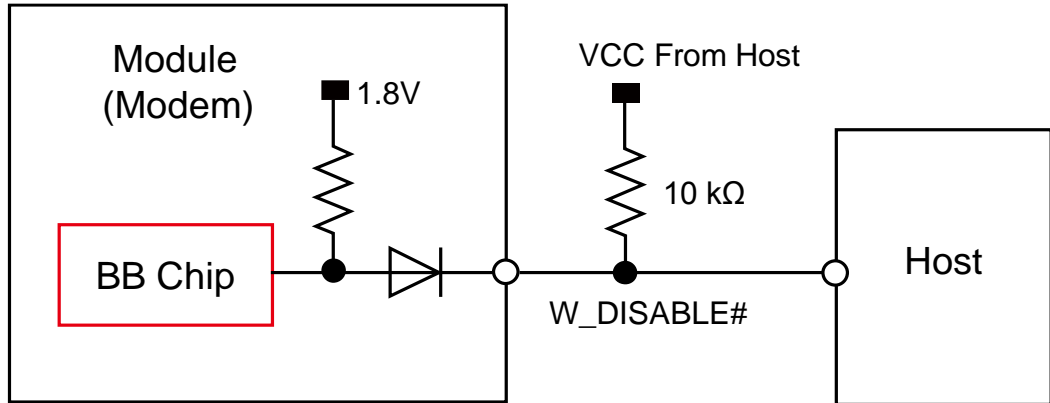 Module
(Modem)
1.8V
VCC From Host
10 kΩ
BB Chip
W_DISABLE#
Host